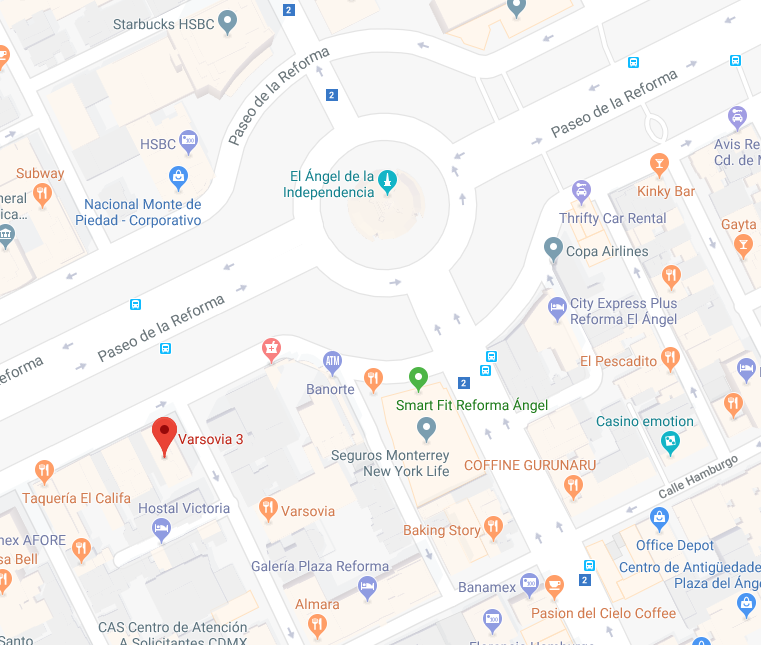 Starbucks HSBC
2
2
Paseo de la Reforma
Paseo de la Reforma
HSBC
Avis Re
Cd. de M
Subway
El Ángel de la
Independencia
Kinky Bar
neral
ica...
Nacional Monte de
Piedad - Corporativo
Thrifty Car Rental
Gayta
Copa Airlines
Paseo de la Reforma
City Express Plus
Reforma El Ángel
eforma
ATM
Banorte
El Pescadito
2
Smart Fit Reforma Ángel
Casino emotion
Varsovia 3
Seguros Monterrey
New York Life
COFFINE GURUNARU
Calle Hamburgo
Taquería El Califa
Hostal Victoria
Varsovia
Baking Story
Office Depot
nex AFORE
sa Bell
Galería Plaza Reforma
Centro de Antigüedade
Plaza del Áng
2
Banamex
Almara
Pasion del Cielo Coffee
CAS Centro de Atención
A Solicitantes CDMX
Santo